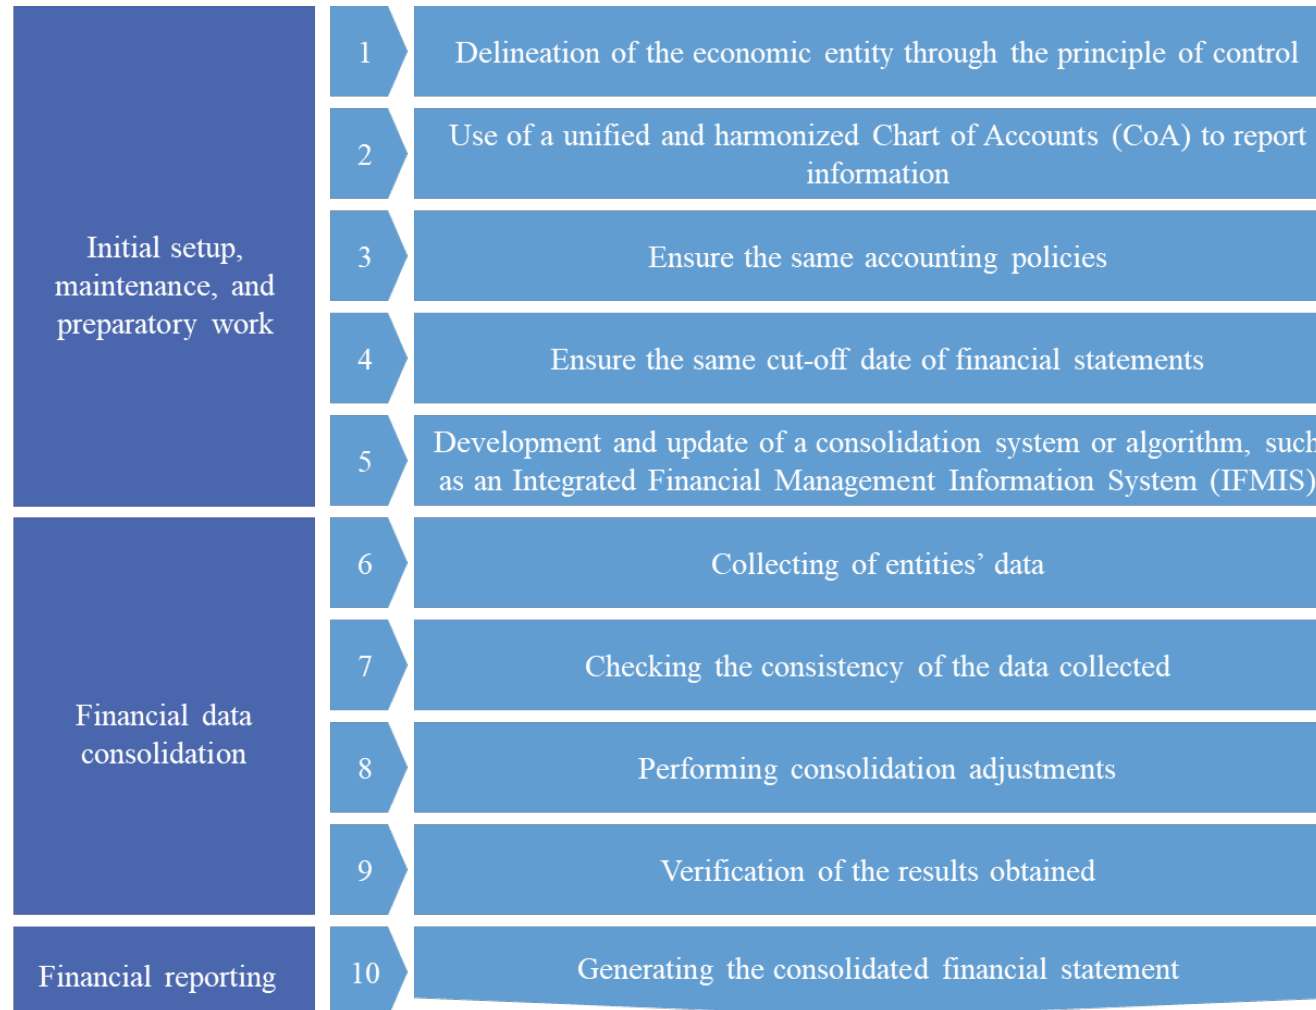 Initial setup,
maintenance, and
preparatory work
1
Delineation of the economic entity through the principle of control
2
Use of a unified and harmonized Chart of Accounts (CoA) to report
information
3
Ensure the same accounting policies
4
Ensure the same cut-off date of financial statements
5
Development and update of a consolidation system or algorithm, such
as an Integrated Financial Management Information System (IFMIS)
Financial data
consolidation
6
Collecting of entities’ data
7
Checking the consistency of the data collected
8
Performing consolidation adjustments
9
Verification of the results obtained
Financial reporting
10
Generating the consolidated financial statement